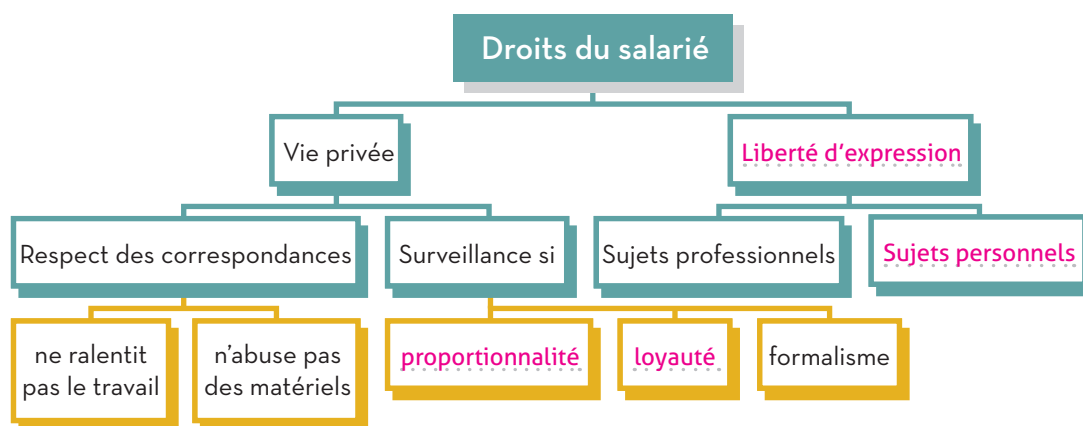 Droits du salarié
Vie privée
Liberté d'expression
Respect des correspondances
Surveillance si
Sujets professionnels
Sujets personnels
ne ralentit
pas le travail
n'abuse pas
des matériels
proportionnalité
loyauté
formalisme